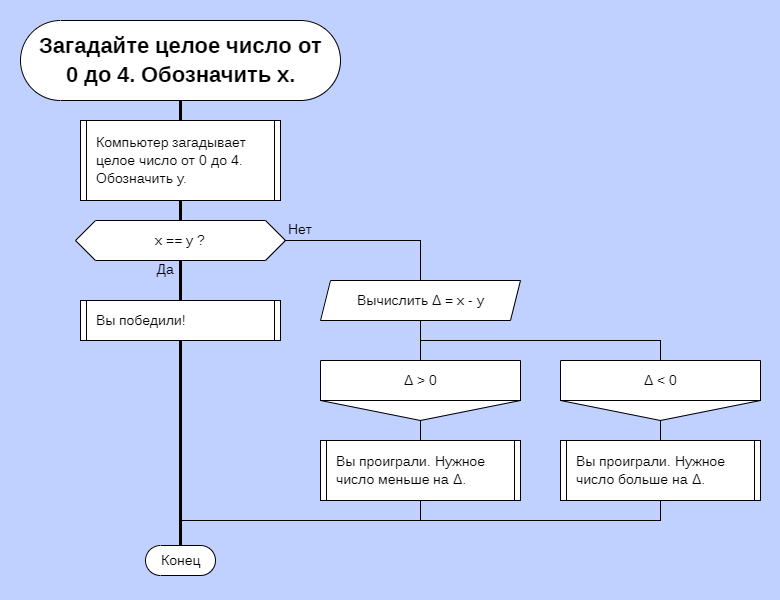 Загадайте целое число от
0 до 4. Обозначить x.
Компьютер загадывает
целое число от 0 до 4.
Обозначить y.
x == y ?
Нет
Да
Вычислить Δ = x - y
Вы победили!
Δ > 0
Δ < 0
Вы проиграли. Нужное
число меньше на Δ.
Вы проиграли. Нужное
число больше на Δ.
Конец